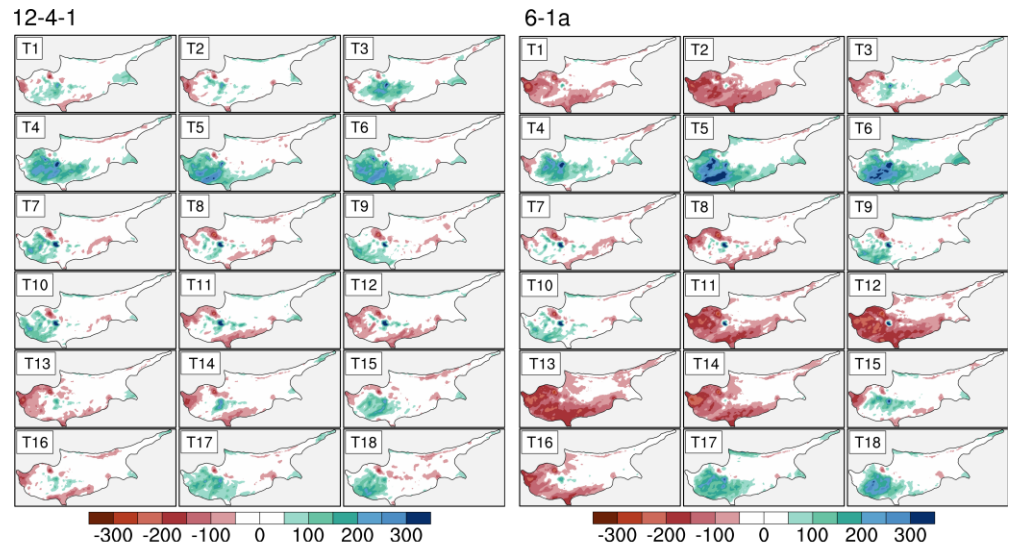 12-4-1 6-1a
T1 T2 T3 T1 T2 T3
T4 T5 T6 T4 T5 T6
T7 T8 T9 T7 T8 T9
T10 T11 T12 T10 T11 T12
T13 T14 T15 T13 T14 T15
T16 T17 T18 T16 T17 T18
-300 -200 -100 0 100 200 300 -300 -200 -100 0 100 200 300